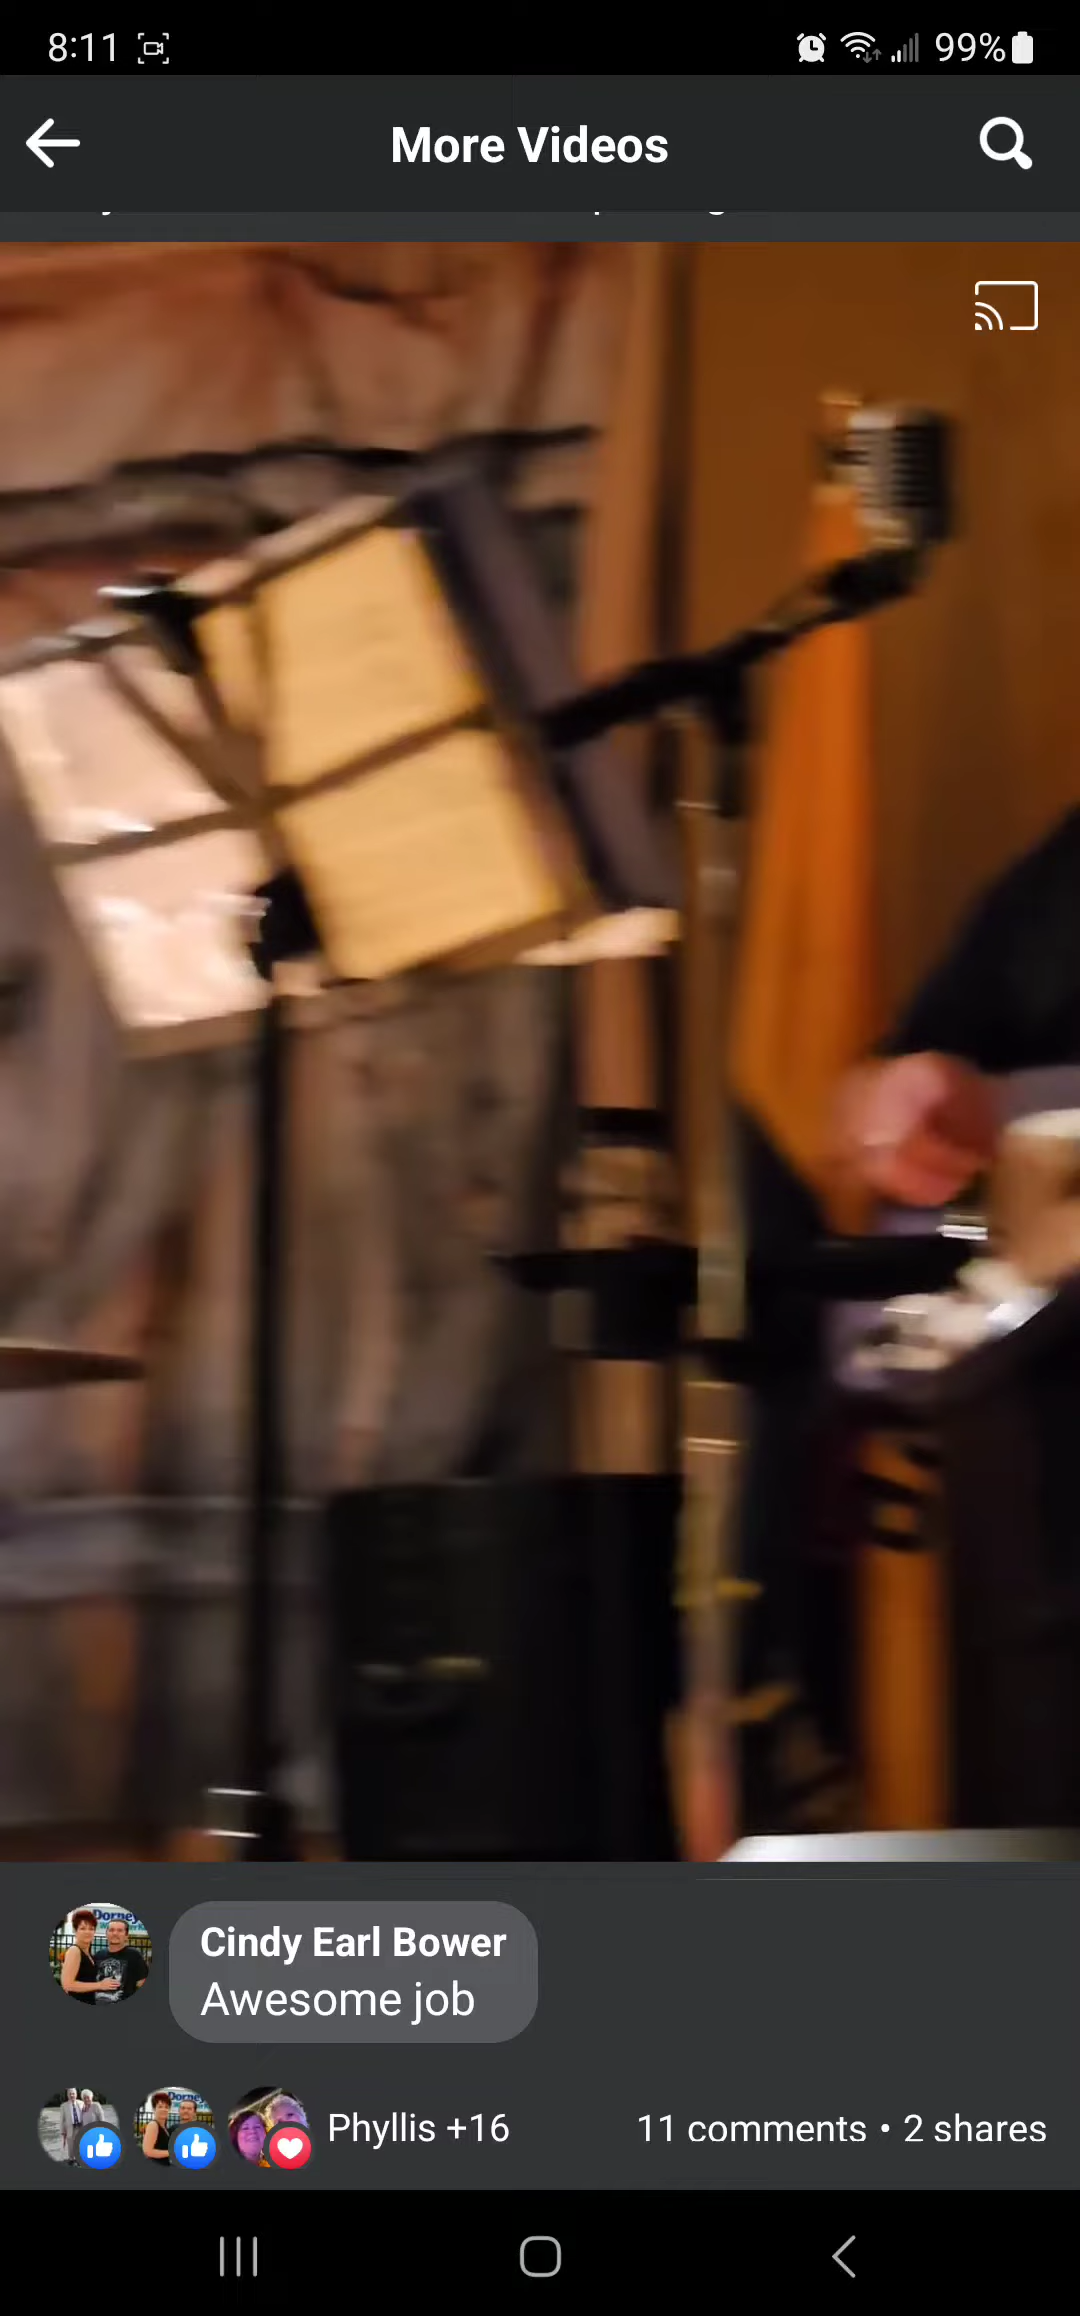 8:11 99%
More Videos
Cindy Earl Bower
Awesome job
Phyllis +16 11 comments • 2 shares